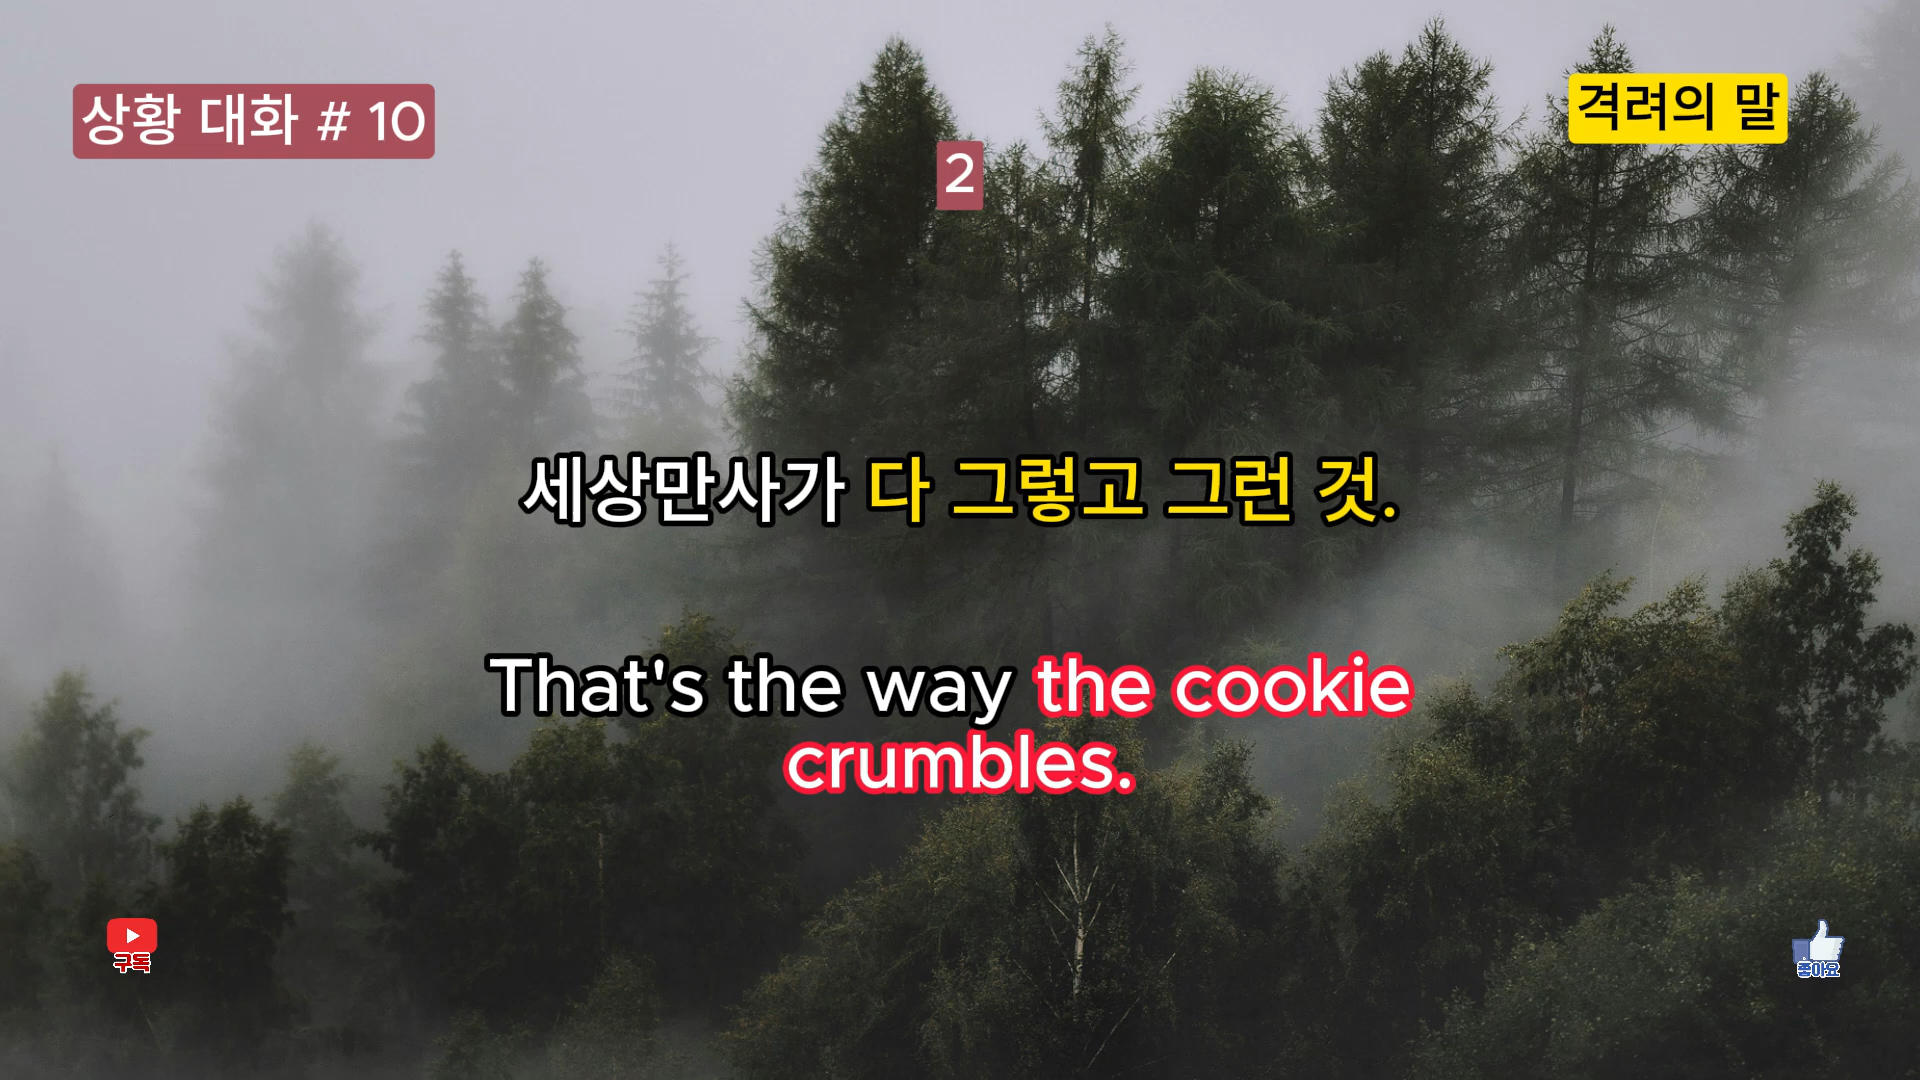 상황 대화 # 10
격려의 말
2
세상만사가 다 그렇고 그런 것.
That's the way the cookie
crumbles.
구독
좋아요